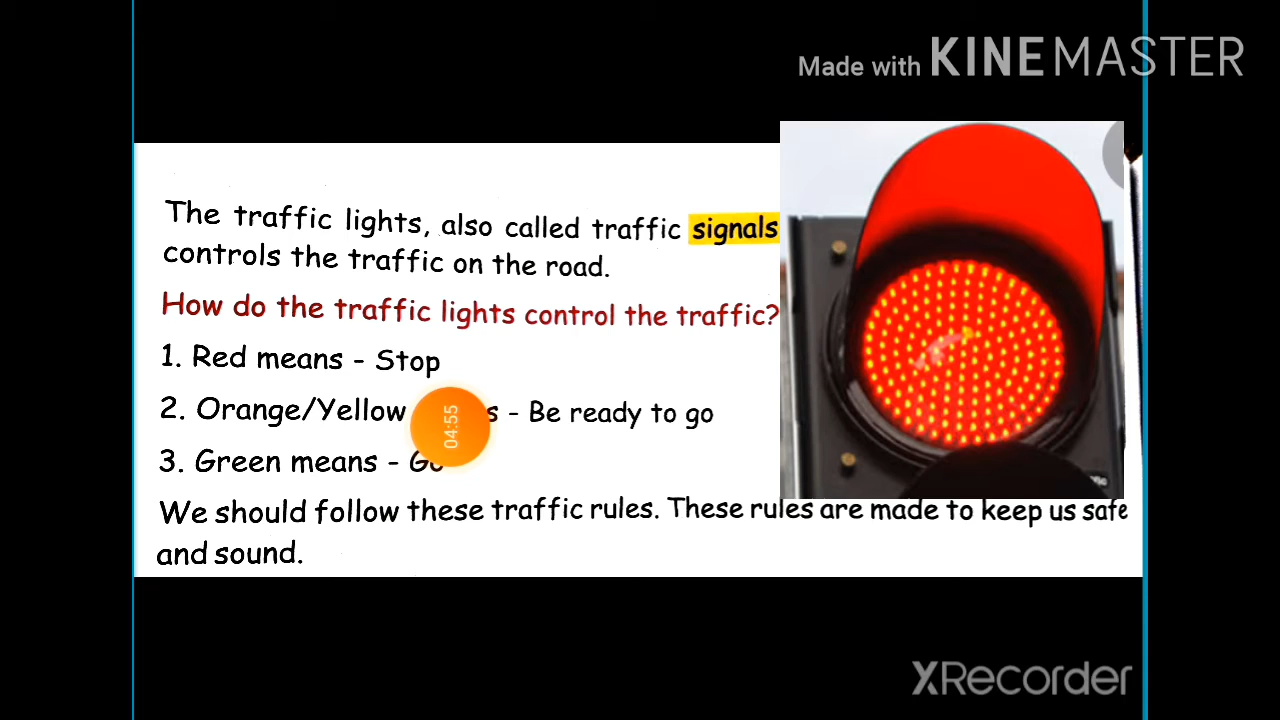 Made with KINEMASTER
The traffic lights, also called traffic signals
controls the traffic on the road.
How do the traffic lights control the traffic?
1. Red means - Stop
2. Orange/Yellow - Be ready to go
04:55
3. Green means - Go
We should follow these traffic rules. These rules are made to keep us safe
and sound.
XRecorder